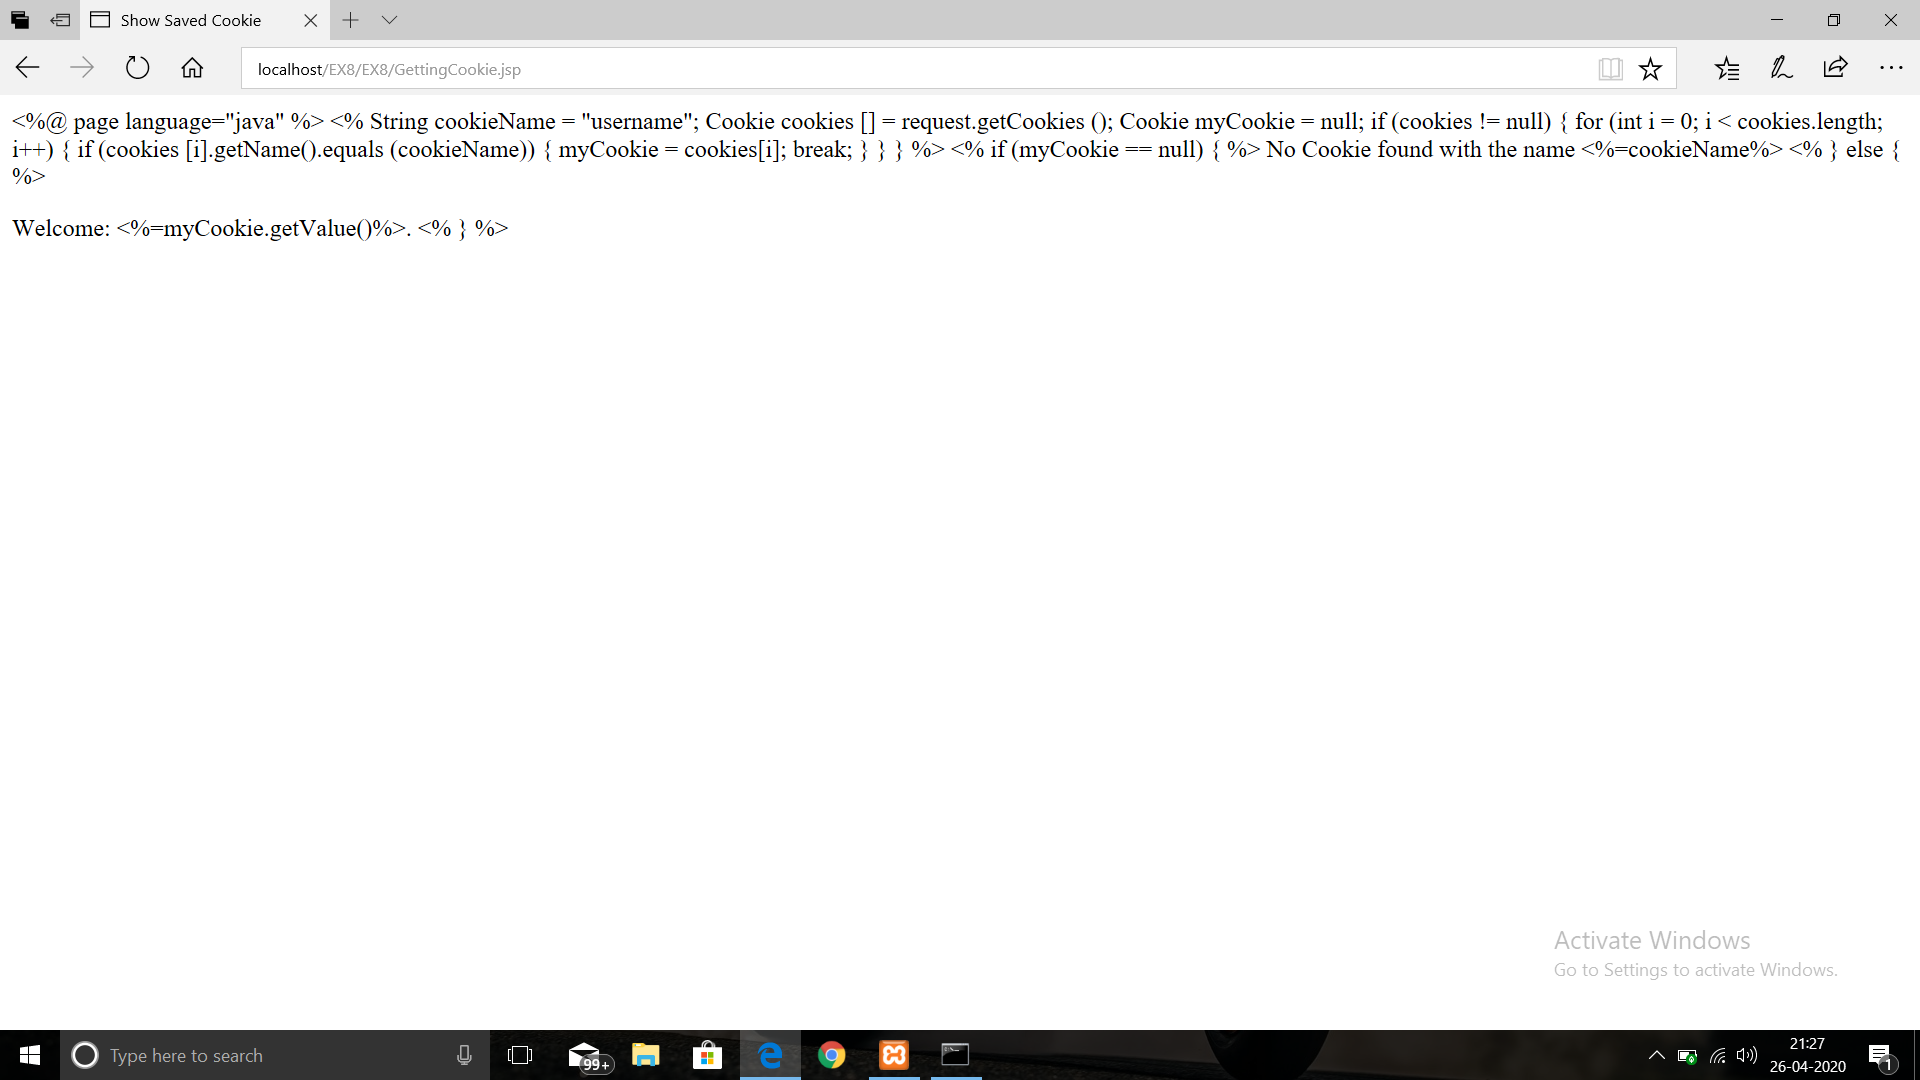 Show Saved Cookie
localhost/EX8/EX8/GettingCookie.jsp
<%@ page language="java" %> <% String cookieName = "username"; Cookie cookies [] = request.getCookies (); Cookie myCookie = null; if (cookies != null) { for (int i = 0; i < cookies.length;
i++) { if (cookies [i].getName().equals (cookieName)) { myCookie = cookies[i]; break; } } } %> <% if (myCookie == null) { %> No Cookie found with the name <%=cookieName%> <% } else {
%>
Welcome: <%=myCookie.getValue()%>. <% } %>
Activate Windows
Go to Settings to activate Windows.
Type here to search
99+
21:27
26-04-2020
1